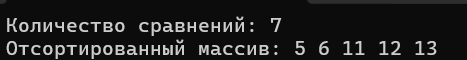 Количество сравнений: 7
Отсортированный массив: 5 6 11 12 13